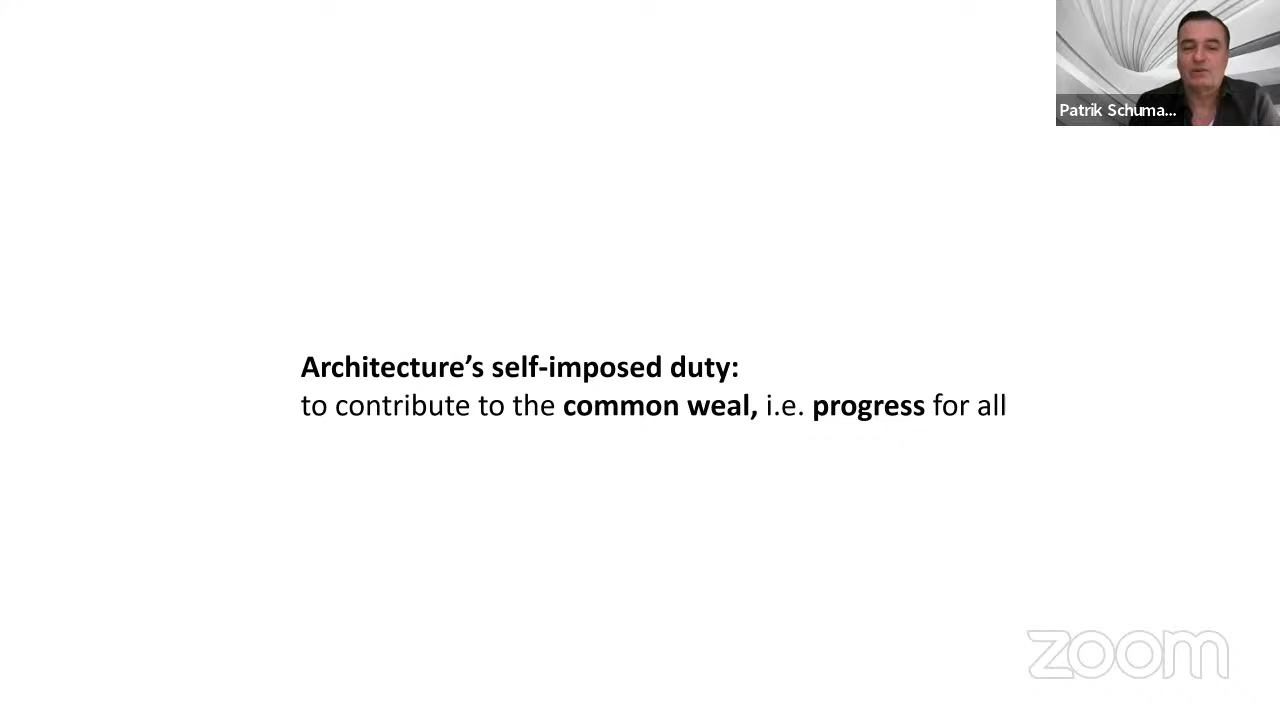 Patrik Schuma...
Architecture’s self-imposed duty:
to contribute to the common weal, i.e. progress for all
zoom